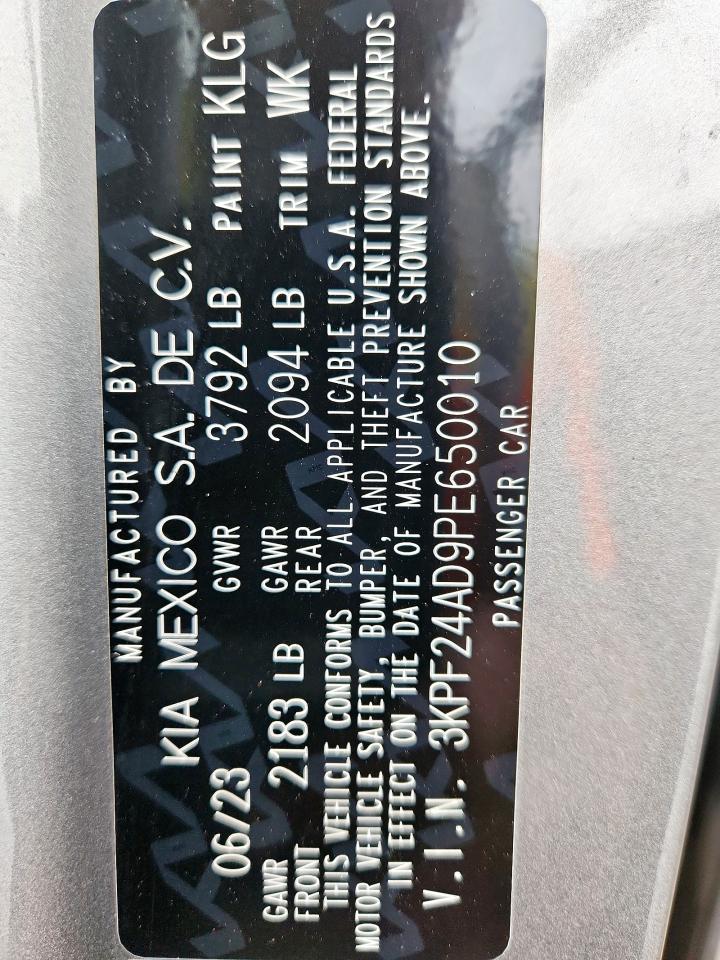 MANUFACTURED BY
KIA MEXICO S.A. DE C.V.
06/23 GVWR 3792 LB PAINT KLG
GAWR FRONT 2183 LB GAWR REAR 2094 LB TRIM WK
THIS VEHICLE CONFORMS TO ALL APPLICABLE U.S.A. FEDERAL
MOTOR VEHICLE SAFETY, BUMPER, AND THEFT PREVENTION STANDARDS
IN EFFECT ON THE DATE OF MANUFACTURE SHOWN ABOVE.
V.I.N. 3KPF24AD9PE650010
PASSENGER CAR